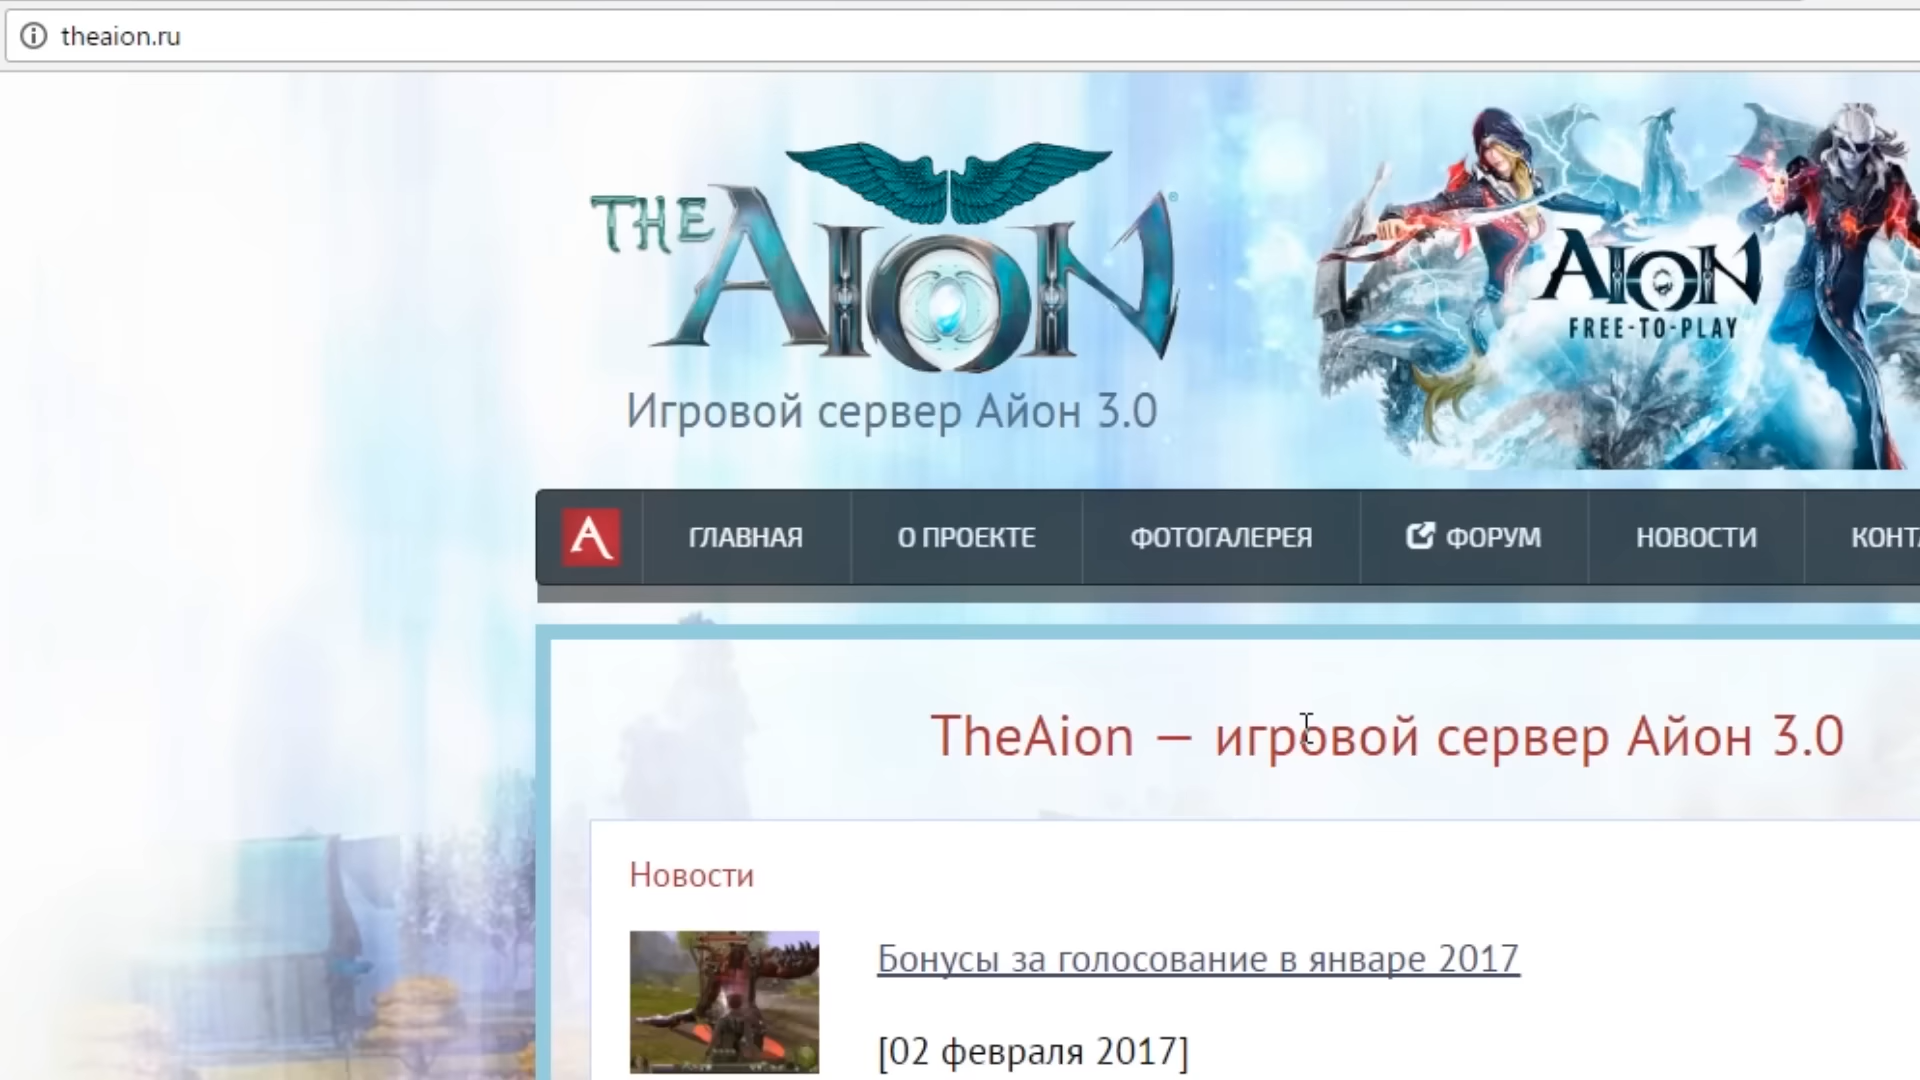 theaion.ru
THE AION
AION
FREE-TO-PLAY
Игровой сервер Айон 3.0
A ГЛАВНАЯ О ПРОЕКТЕ ФОТОГАЛЕРЕЯ ФОРУМ НОВОСТИ КОНТ
TheAion — игровой сервер Айон 3.0
Новости
Бонусы за голосование в январе 2017
[02 февраля 2017]